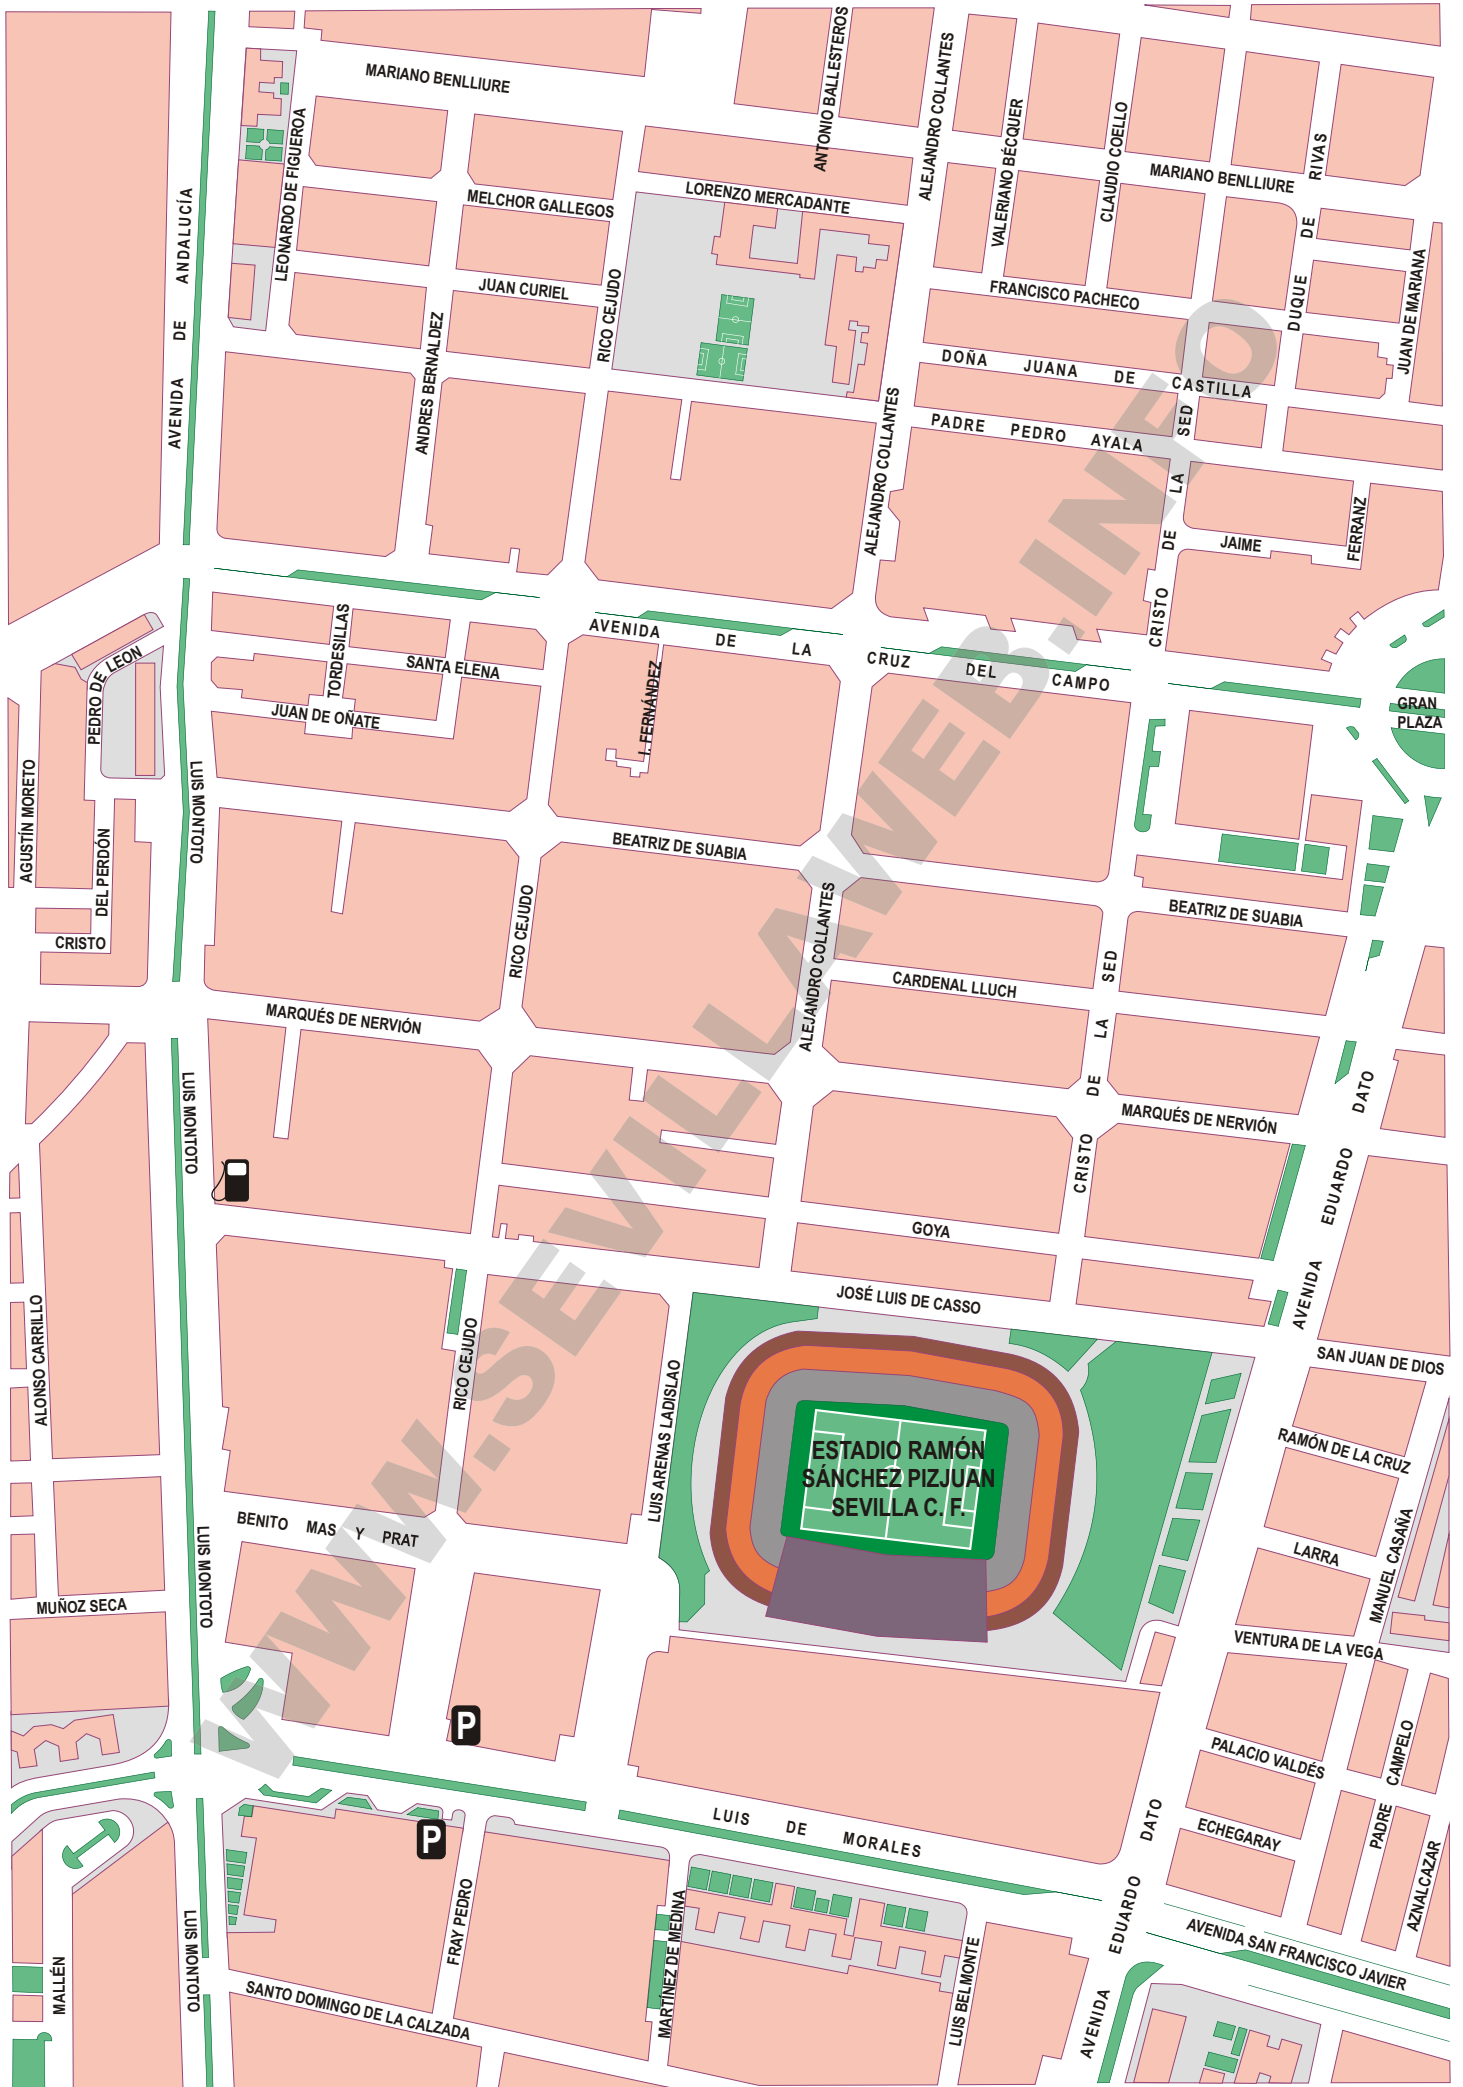 MARIANO BENLLIURE
ANTONIO BALLESTEROS
ALEJANDRO COLLANTES
VALERIANO BÉCQUER
CLAUDIO COELLO
MARIANO BENLLIURE
DUQUE DE RIVAS
LEONARDO DE FIGUEROA
MELCHOR GALLEGOS
LORENZO MERCADANTE
AVENIDA DE ANDALUCÍA
JUAN CURIEL
RICO CEJUDO
FRANCISCO PACHECO
JUAN DE MARIANA
ANDRES BERNALDEZ
DOÑA JUANA DE CASTILLA
ALEJANDRO COLLANTES
PADRE PEDRO AYALA
CRISTO DE LA SED
JAIME
FERRANZ
AVENIDA DE LA CRUZ DEL CAMPO
TORDESILLAS
SANTA ELENA
PEDRO DE LEON
JUAN DE OÑATE
I. FERNÁNDEZ
GRAN
PLAZA
AGUSTÍN MORETO
LUIS MONTOTO
DEL PERDÓN
CRISTO
BEATRIZ DE SUABIA
RICO CEJUDO
ALEJANDRO COLLANTES
BEATRIZ DE SUABIA
CARDENAL LLUCH
CRISTO DE LA SED
MARQUÉS DE NERVIÓN
LUIS MONTOTO
MARQUÉS DE NERVIÓN
AVENIDA EDUARDO DATO
GOYA
JOSÉ LUIS DE CASSO
ALONSO CARRILLO
RICO CEJUDO
LUIS ARENAS LADISLAO
SAN JUAN DE DIOS
RAMÓN DE LA CRUZ
ESTADIO RAMÓN
SÁNCHEZ PIZJUAN
SEVILLA C. F.
BENITO MAS Y PRAT
LUIS MONTOTO
LARRA
MANUEL CASAÑA
MUÑOZ SECA
VENTURA DE LA VEGA
P
PALACIO VALDÉS
PADRE CAMPELO
LUIS DE MORALES
P
ECHEGARAY
AZNALCAZAR
AVENIDA EDUARDO DATO
FRAY PEDRO
MARTÍNEZ DE MEDINA
LUIS BELMONTE
AVENIDA SAN FRANCISCO JAVIER
LUIS MONTOTO
MALLÉN
SANTO DOMINGO DE LA CALZADA
WWW.SEVILLAWEB.INFO